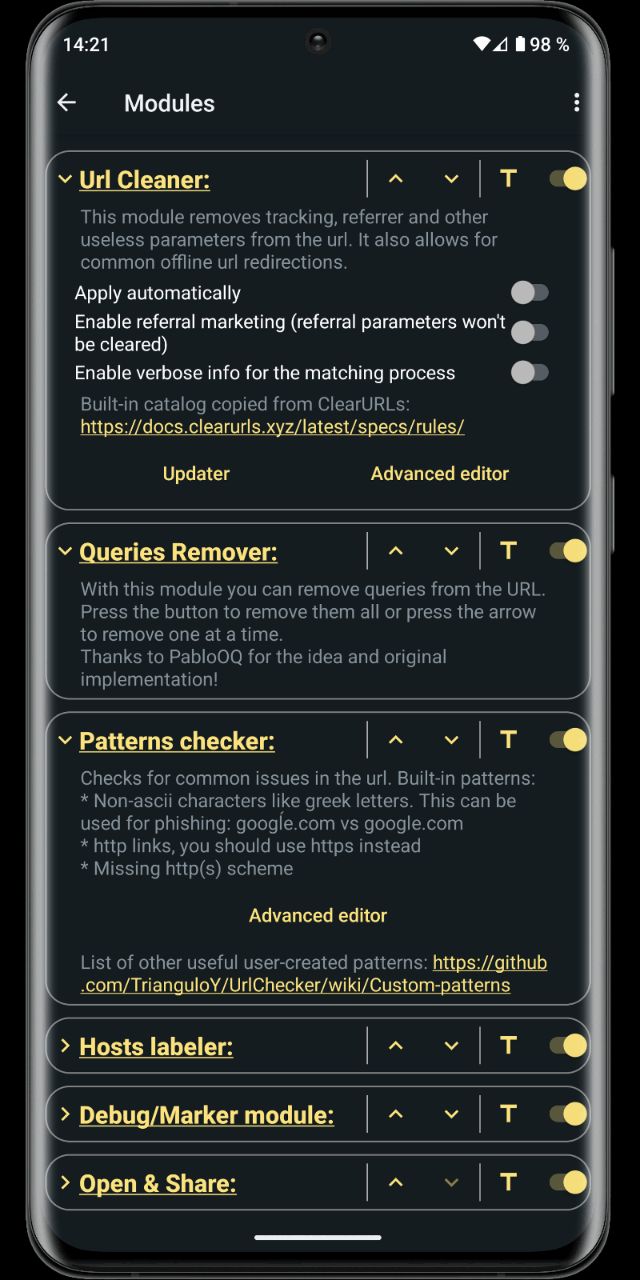 14:21
98 %
Modules
Url Cleaner:
T
This module removes tracking, referrer and other
useless parameters from the url. It also allows for
common offline url redirections.
Apply automatically
Enable referral marketing (referral parameters won't
be cleared)
Enable verbose info for the matching process
Built-in catalog copied from ClearURLs:
https://docs.clearurls.xyz/latest/specs/rules/
Updater Advanced editor
Queries Remover:
T
With this module you can remove queries from the URL.
Press the button to remove them all or press the arrow
to remove one at a time.
Thanks to PabloOQ for the idea and original
implementation!
Patterns checker:
T
Checks for common issues in the url. Built-in patterns:
* Non-ascii characters like greek letters. This can be
used for phishing: googĺe.com vs google.com
* http links, you should use https instead
* Missing http(s) scheme
Advanced editor
List of other useful user-created patterns: https://github
.com/TrianguloY/UrlChecker/wiki/Custom-patterns
Hosts labeler:
T
Debug/Marker module:
T
Open & Share:
T